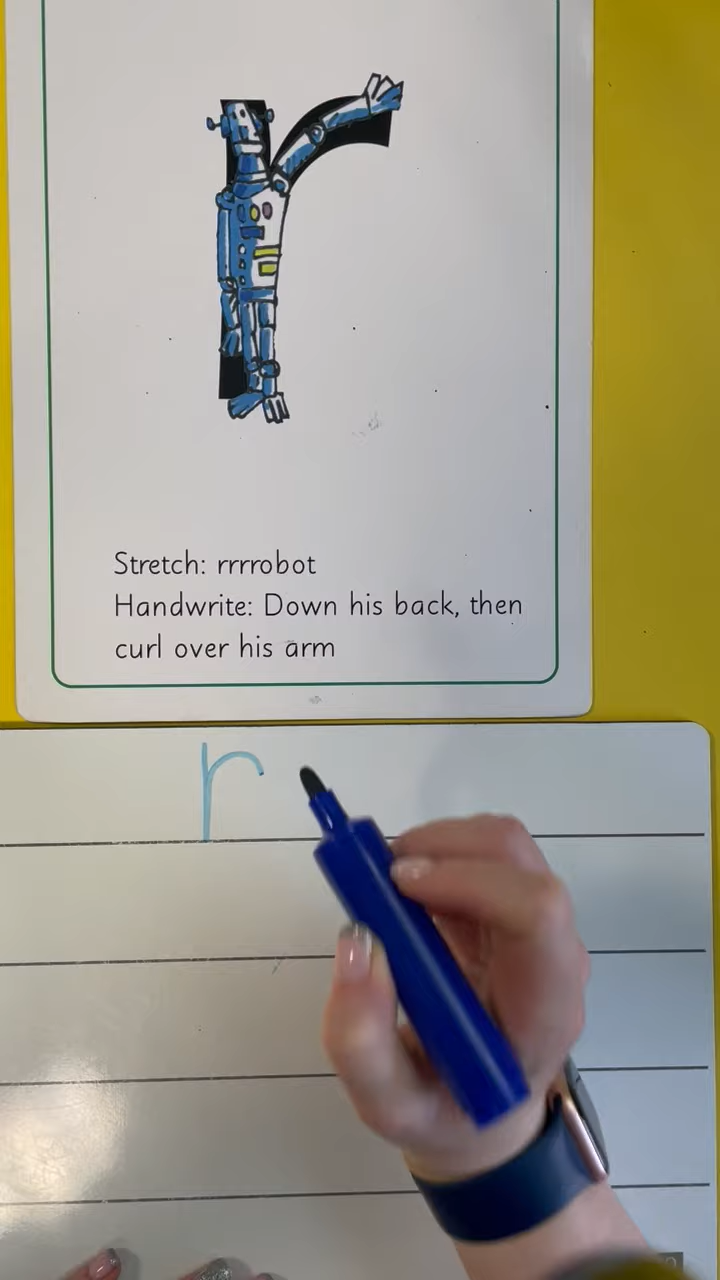 Stretch: rrrrobot
Handwrite: Down his back, then
curl over his arm
r